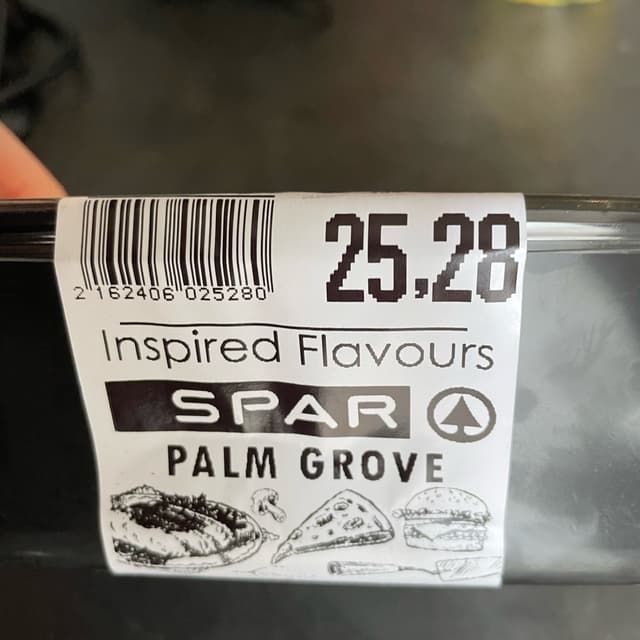 25,28
2 162406 025280
Inspired Flavours
SPAR
PALM GROVE